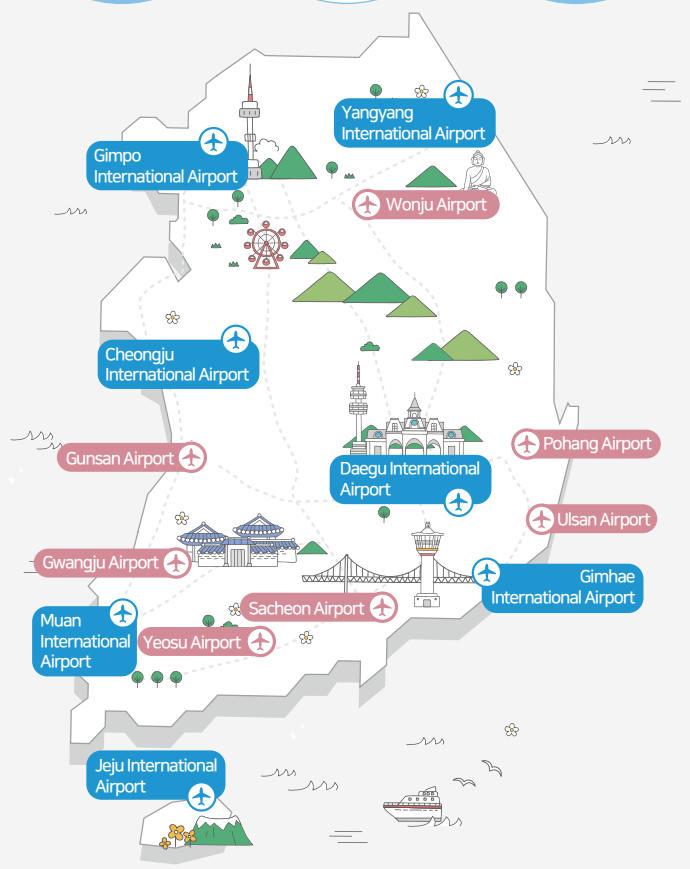 Yangyang
International Airport
Gimpo
International Airport
Wonju Airport
Cheongju
International Airport
Gunsan Airport
Pohang Airport
Daegu International
Airport
Ulsan Airport
Gwangju Airport
Gimhae
International Airport
Sacheon Airport
Muan
International
Airport
Yeosu Airport
Jeju International
Airport